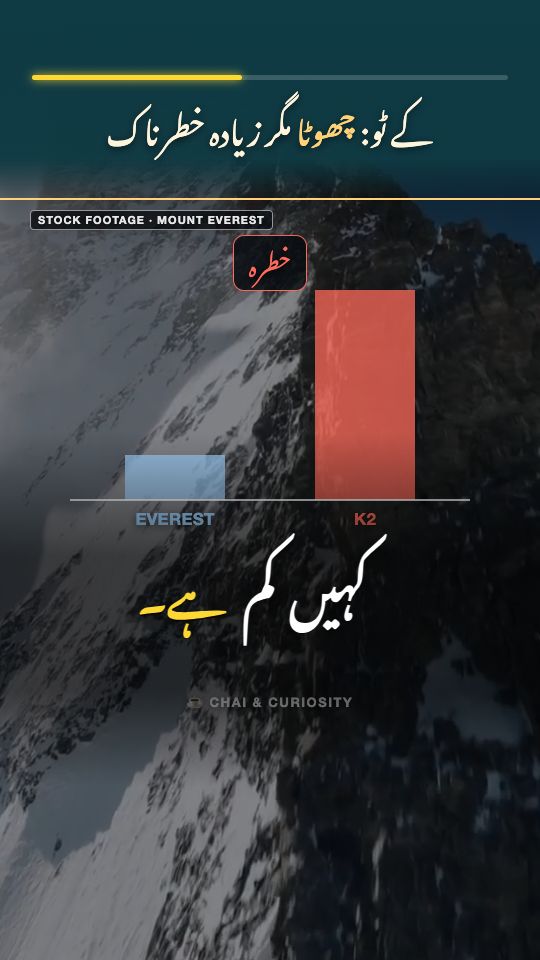 کے ٹو: چھوٹا مگر زیادہ خطرناک
STOCK FOOTAGE · MOUNT EVEREST
خطرہ
EVEREST K2
کہیں کم ہے۔
CHAI & CURIOSITY